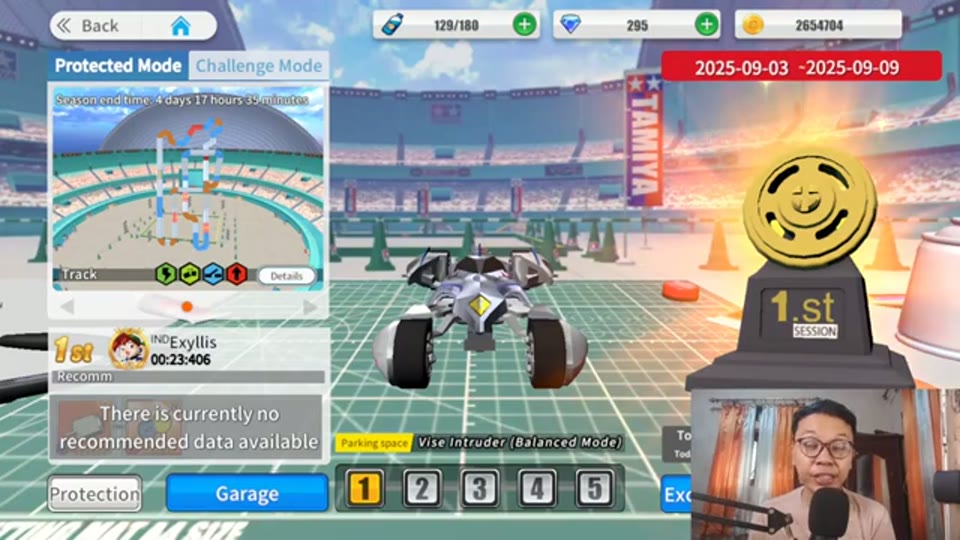 Back
129/180
295
2654704
Protected Mode
Challenge Mode
2025-09-03 ~2025-09-09
Season end time: 4 days 17 hours 35 minutes
TAMIYA
Track
Details
1.st
SESSION
1st
IND Exyllis
00:23:406
Recomm
There is currently no
recommended data available
Parking space
Vise Intruder (Balanced Mode)
Protection
Garage
1
2
3
4
5